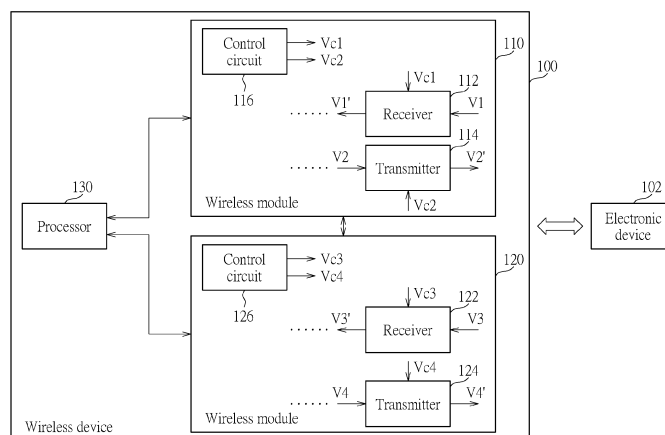 Control circuit
Vc1
Vc2
116
110
100
Vc1
112
V1'
Receiver
V1
114
V2
Transmitter
V2'
Vc2
Wireless module
130
Processor
102
Electronic device
Control circuit
Vc3
Vc4
126
120
Vc3
122
V3'
Receiver
V3
Vc4
124
V4
Transmitter
V4'
Wireless module
Wireless device